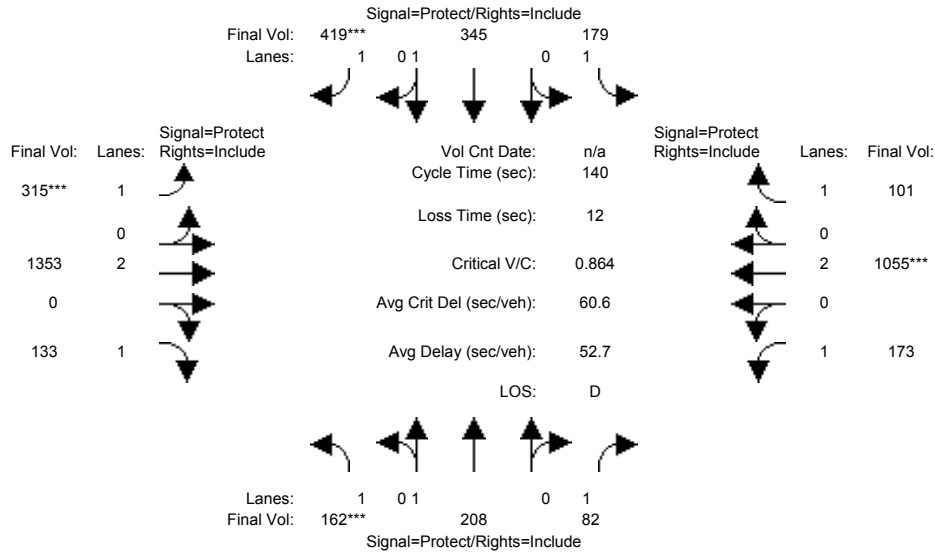 Signal=Protect/Rights=Include
Final Vol: 419*** 345 179
Lanes: 1 0 1 0 1
Signal=Protect
Final Vol: Lanes: Rights=Include
Vol Cnt Date: n/a
Signal=Protect
Rights=Include Lanes: Final Vol:
Cycle Time (sec): 140
315*** 1
1 101
Loss Time (sec): 12
0
0
1353 2
Critical V/C: 0.864
2 1055***
0 0
Avg Crit Del (sec/veh): 60.6
0
133 1
Avg Delay (sec/veh): 52.7
1 173
LOS: D
Lanes: 1 0 1 0 1
Final Vol: 162*** 208 82
Signal=Protect/Rights=Include